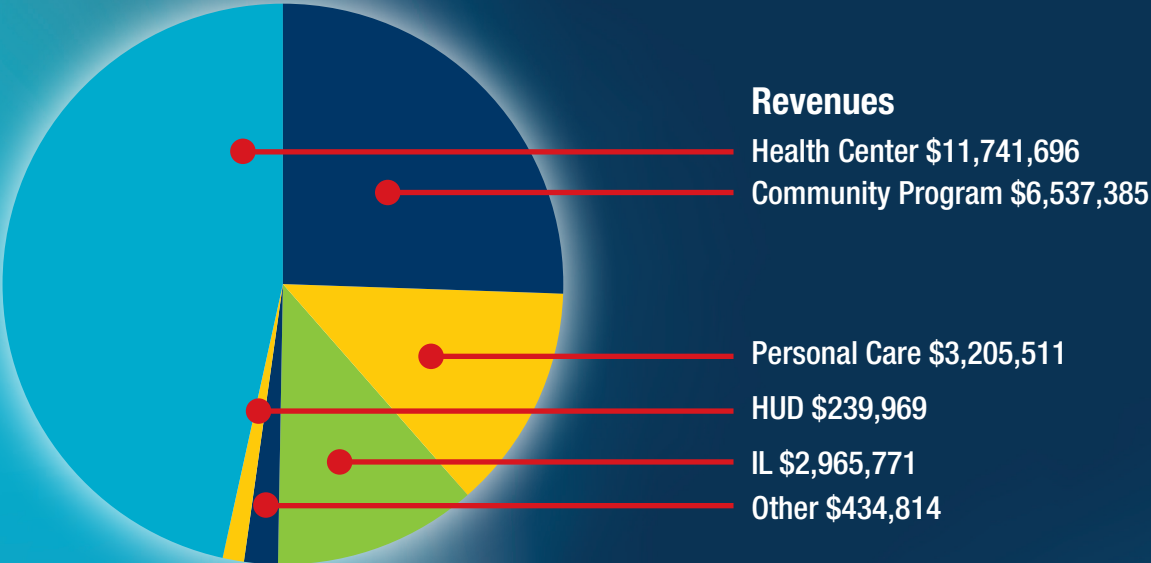 Revenues
Health Center $11,741,696
Community Program $6,537,385
Personal Care $3,205,511
HUD $239,969
IL $2,965,771
Other $434,814